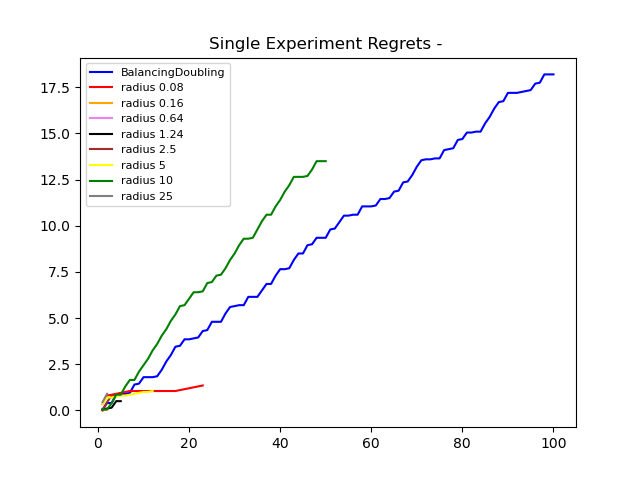 Single Experiment Regrets -
BalancingDoubling
radius 0.08
radius 0.16
radius 0.64
radius 1.24
radius 2.5
radius 5
radius 10
radius 25
17.5
15.0
12.5
10.0
7.5
5.0
2.5
0.0
0 20 40 60 80 100